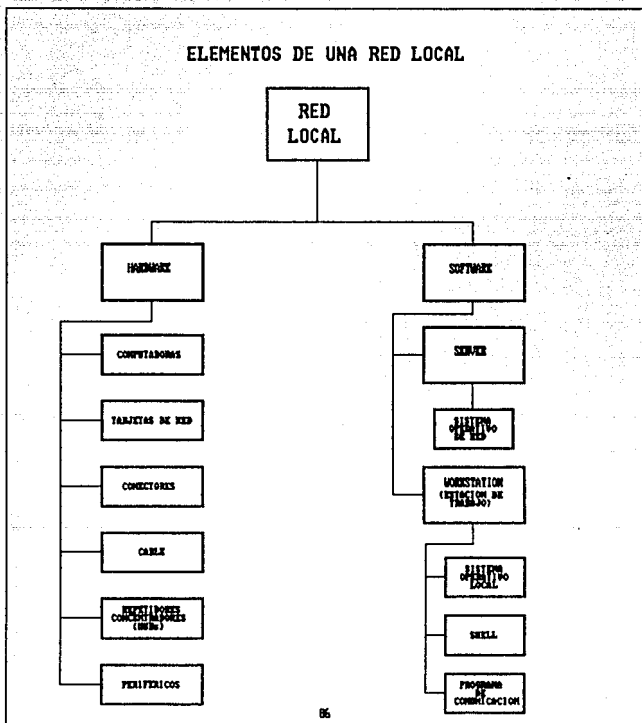 ELEMENTOS DE UNA RED LOCAL
RED
LOCAL
HARDWARE
COMPUTADORAS
TARJETAS DE RED
CONECTORES
CABLE
REPETIDORES
CONCENTRADORES
(HUBs)
PERIFERICOS
SOFTWARE
SERVER
SISTEMA
OPERATIVO
DE RED
WORKSTATION
(ESTACION DE
TRABAJO)
SISTEMA
OPERATIVO
LOCAL
SHELL
PROGRAMA
DE
COMUNICACION
86